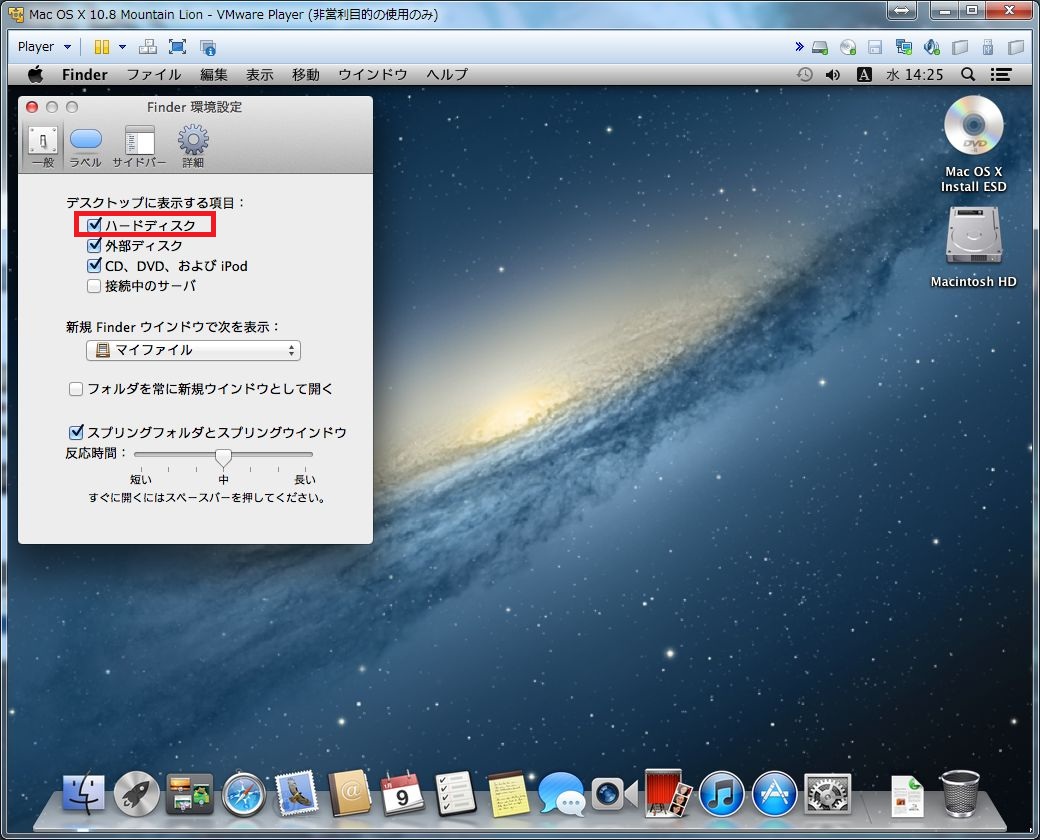 Mac OS X 10.8 Mountain Lion - VMware Player (非営利目的の使用のみ)
Player
Finder ファイル 編集 表示 移動 ウインドウ ヘルプ
A 水 14:25
Finder 環境設定
一般 ラベル サイドバー 詳細
デスクトップに表示する項目：
ハードディスク
外部ディスク
CD、DVD、および iPod
接続中のサーバ
新規 Finder ウインドウで次を表示：
マイファイル
フォルダを常に新規ウインドウとして開く
スプリングフォルダとスプリングウインドウ
反応時間：
短い 中 長い
すぐに開くにはスペースバーを押してください。
DVD
Mac OS X
Install ESD
Macintosh HD
9